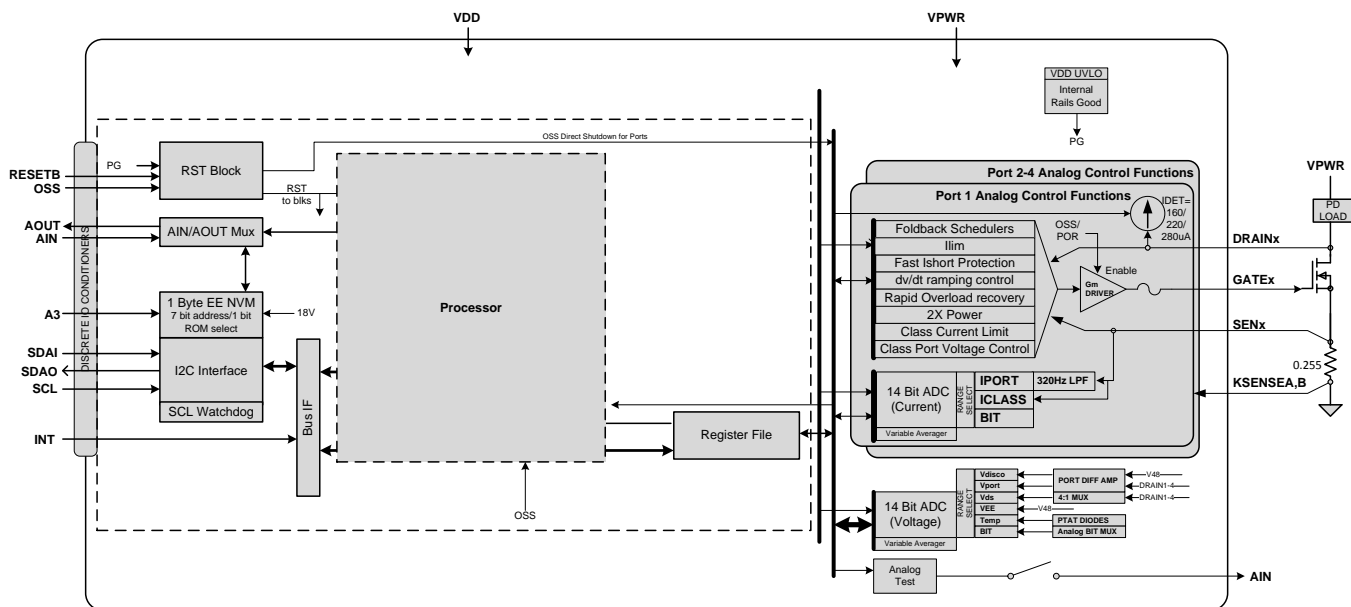 VDD
VPWR
VDD UVLO
Internal
Rails Good
PG
OSS Direct Shutdown for Ports
DISCRETE IO CONDITIONERS
PG
RESETB
OSS
RST Block
RST
to blks
AOUT
AIN
AIN/AOUT Mux
A3
1 Byte EE NVM
7 bit address/1 bit
ROM select
18V
SDAI
SDAO
SCL
I2C Interface
SCL Watchdog
INT
Bus IF
Processor
OSS
Register File
Port 2-4 Analog Control Functions
Port 1 Analog Control Functions
Foldback Schedulers
Ilim
Fast Ishort Protection
dv/dt ramping control
Rapid Overload recovery
2X Power
Class Current Limit
Class Port Voltage Control
OSS/
POR
Enable
Gm
DRIVER
IDET=
160/
220/
280uA
14 Bit ADC
(Current)
Variable Averager
RANGE
SELECT
IPORT
320Hz LPF
ICLASS
BIT
VPWR
PD
LOAD
DRAINx
GATEx
SENx
0.255
KSENSEA,B
14 Bit ADC
(Voltage)
Variable Averager
RANGE
SELECT
Vdisco
Vport
Vds
VEE
Temp
BIT
PORT DIFF AMP
4:1 MUX
V48
DRAIN1-4
DRAIN1-4
V48
PTAT DIODES
Analog BIT MUX
Analog
Test
AIN